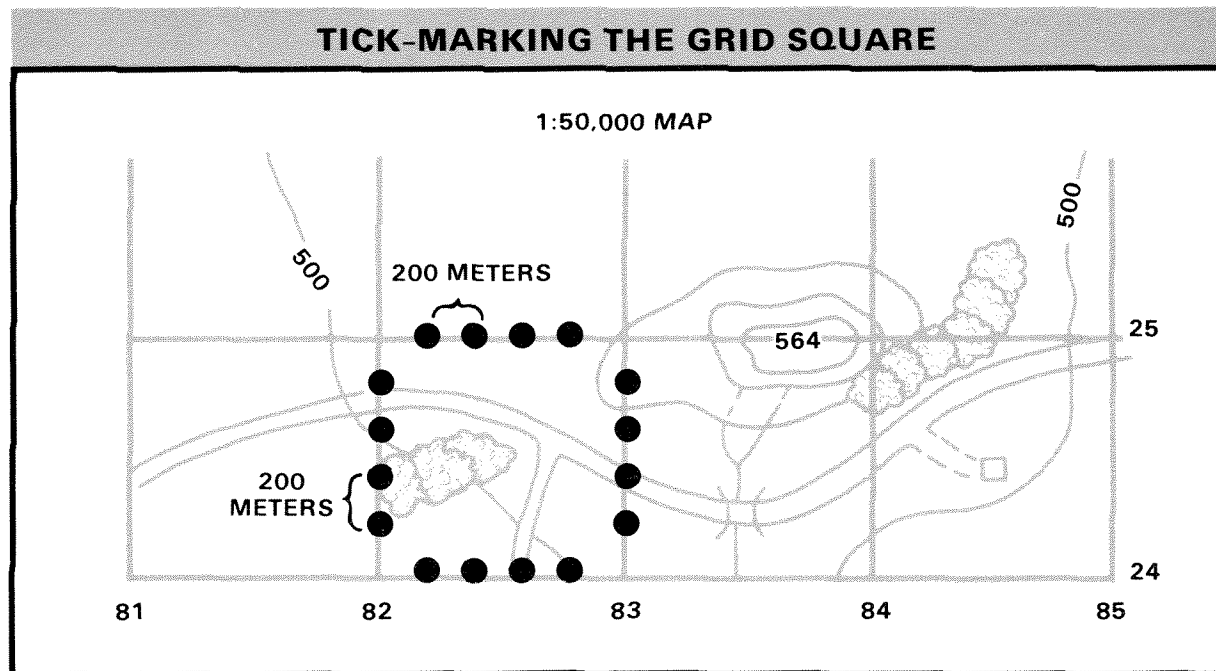 TICK-MARKING THE GRID SQUARE
1:50,000 MAP
500
500
200 METERS
25
564
200
METERS
24
81
82
83
84
85